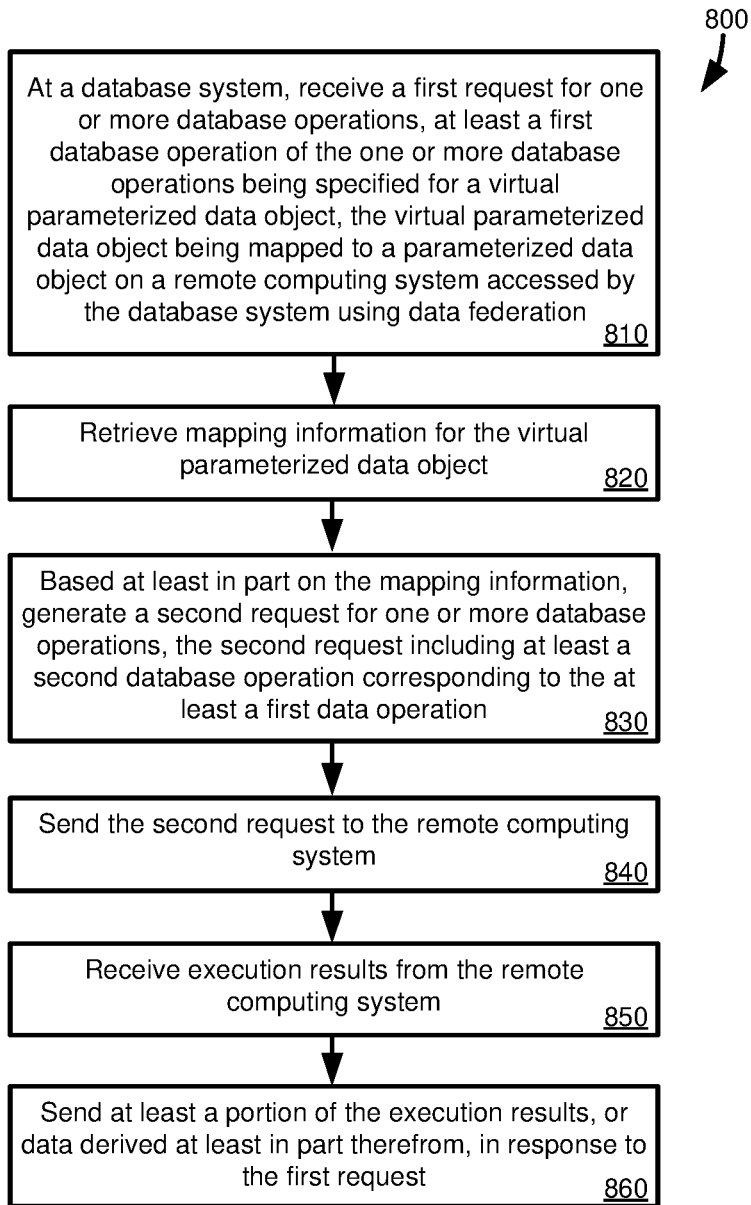 800
At a database system, receive a first request for one
or more database operations, at least a first
database operation of the one or more database
operations being specified for a virtual
parameterized data object, the virtual parameterized
data object being mapped to a parameterized data
object on a remote computing system accessed by
the database system using data federation
810
Retrieve mapping information for the virtual
parameterized data object
820
Based at least in part on the mapping information,
generate a second request for one or more database
operations, the second request including at least a
second database operation corresponding to the at
least a first data operation
830
Send the second request to the remote computing
system
840
Receive execution results from the remote
computing system
850
Send at least a portion of the execution results, or
data derived at least in part therefrom, in response to
the first request
860